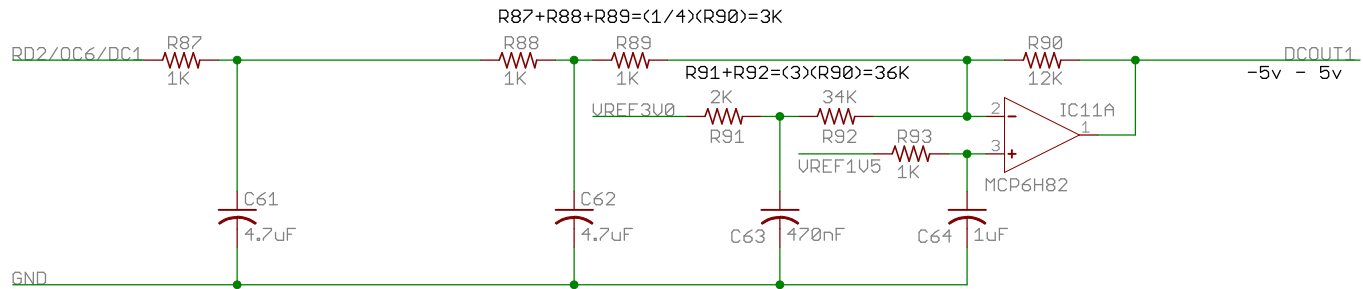 R87+R88+R89=(1/4)(R90)=3K
RD2/OC6/DC1
R87
1K
R88
1K
R89
1K
R90
12K
DCOUT1
-5v - 5v
R91+R92=(3)(R90)=36K
VREF3V0
2K
R91
34K
R92
2
IC11A
1
VREF1V5
R93
1K
3
MCP6H82
C61
4.7uF
C62
4.7uF
C63
470nF
C64
1uF
GND